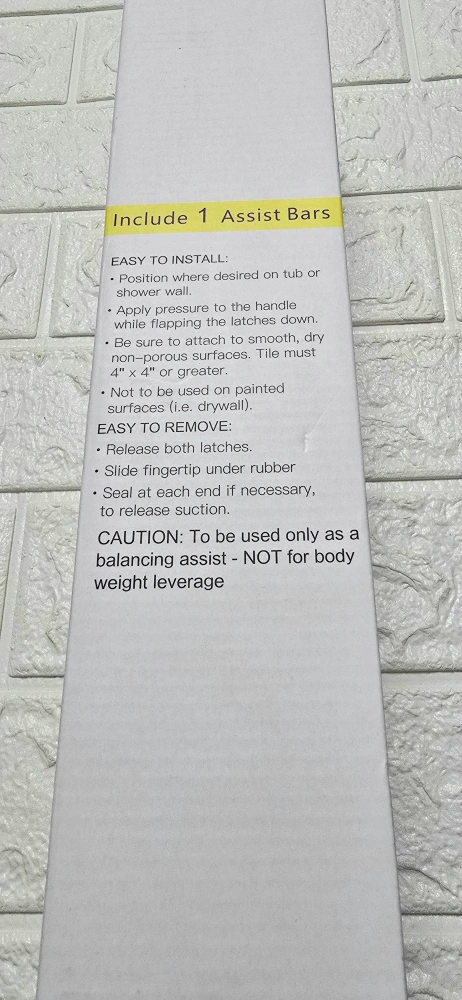 Include 1 Assist Bars
EASY TO INSTALL:
• Position where desired on tub or
shower wall.
• Apply pressure to the handle
while flapping the latches down.
• Be sure to attach to smooth, dry
non-porous surfaces. Tile must
4" x 4" or greater.
• Not to be used on painted
surfaces (i.e. drywall).
EASY TO REMOVE:
• Release both latches.
• Slide fingertip under rubber
• Seal at each end if necessary,
to release suction.
CAUTION: To be used only as a
balancing assist - NOT for body
weight leverage